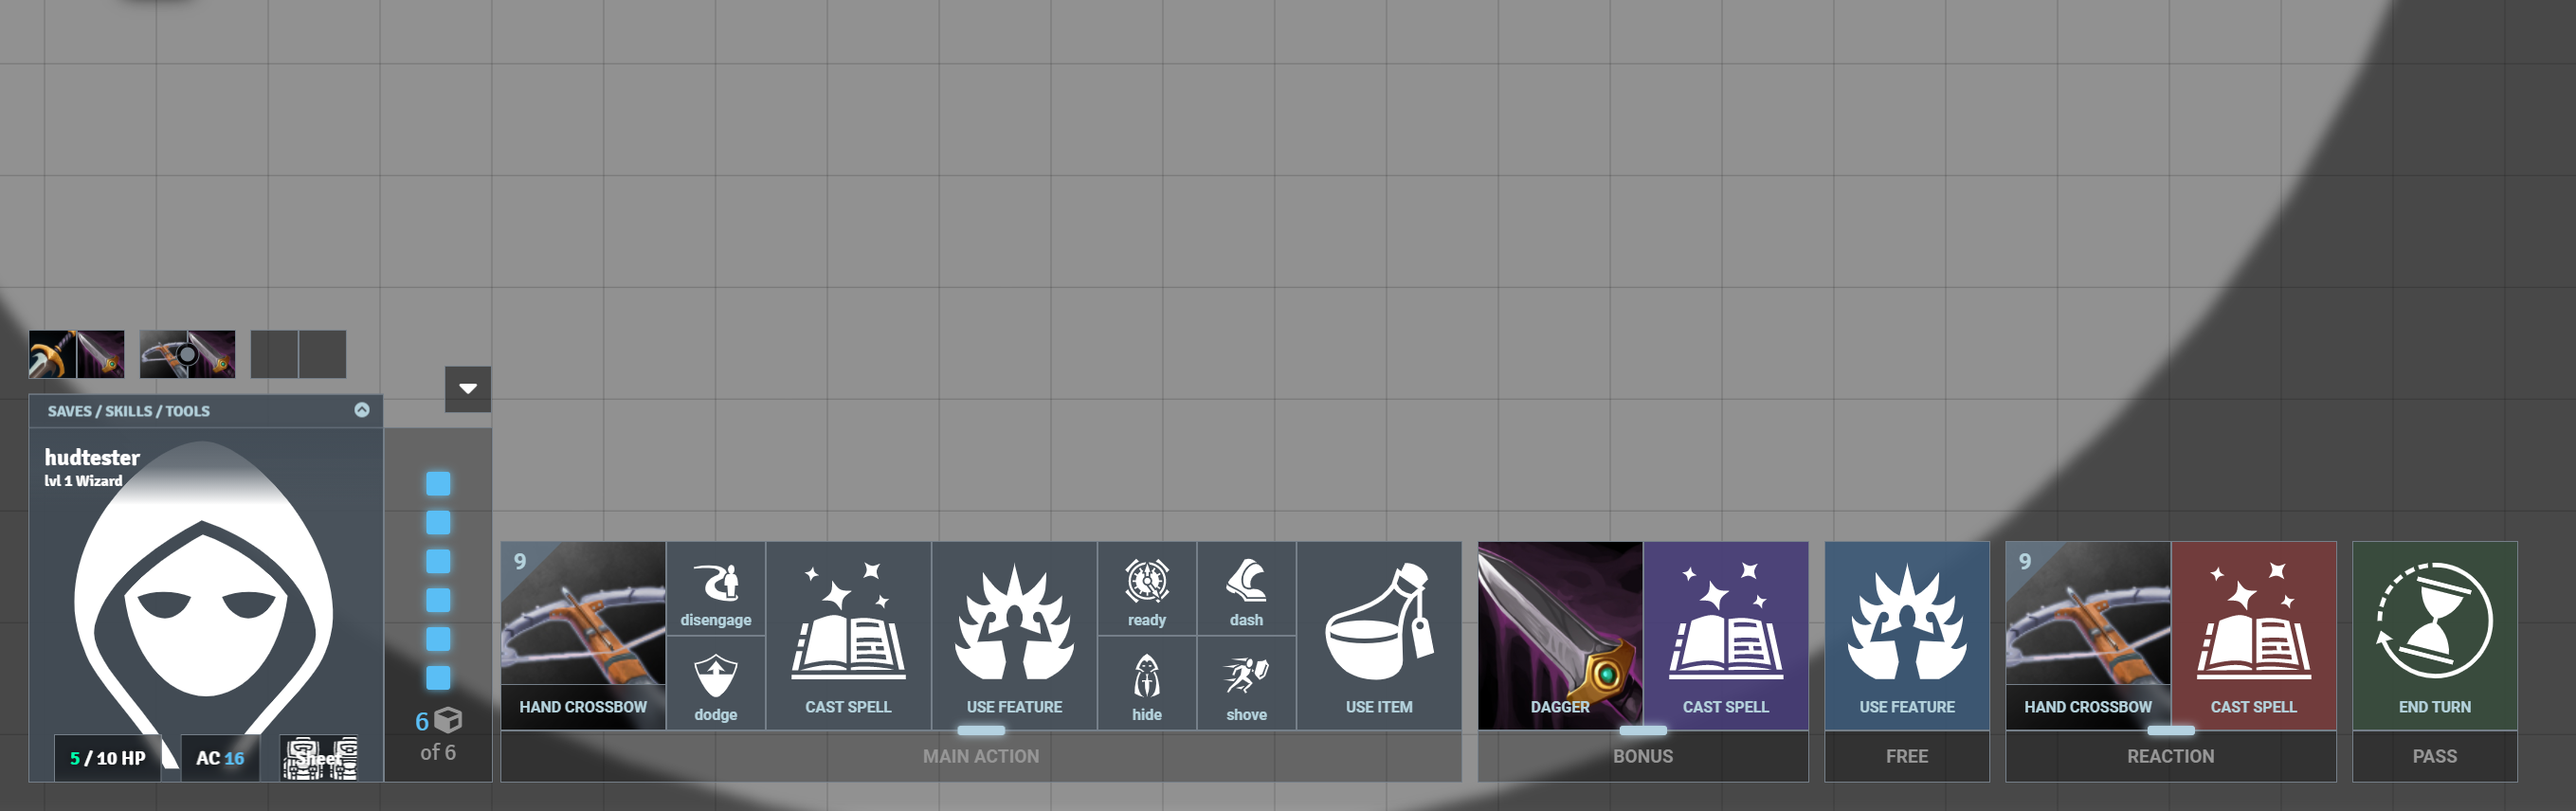 SAVES / SKILLS / TOOLS
hudtester
lvl 1 Wizard
5 / 10 HP
AC 16
Sheet
6
of 6
9
HAND CROSSBOW
disengage
dodge
CAST SPELL
USE FEATURE
ready
dash
hide
shove
USE ITEM
MAIN ACTION
DAGGER
CAST SPELL
BONUS
USE FEATURE
FREE
9
HAND CROSSBOW
CAST SPELL
REACTION
END TURN
PASS